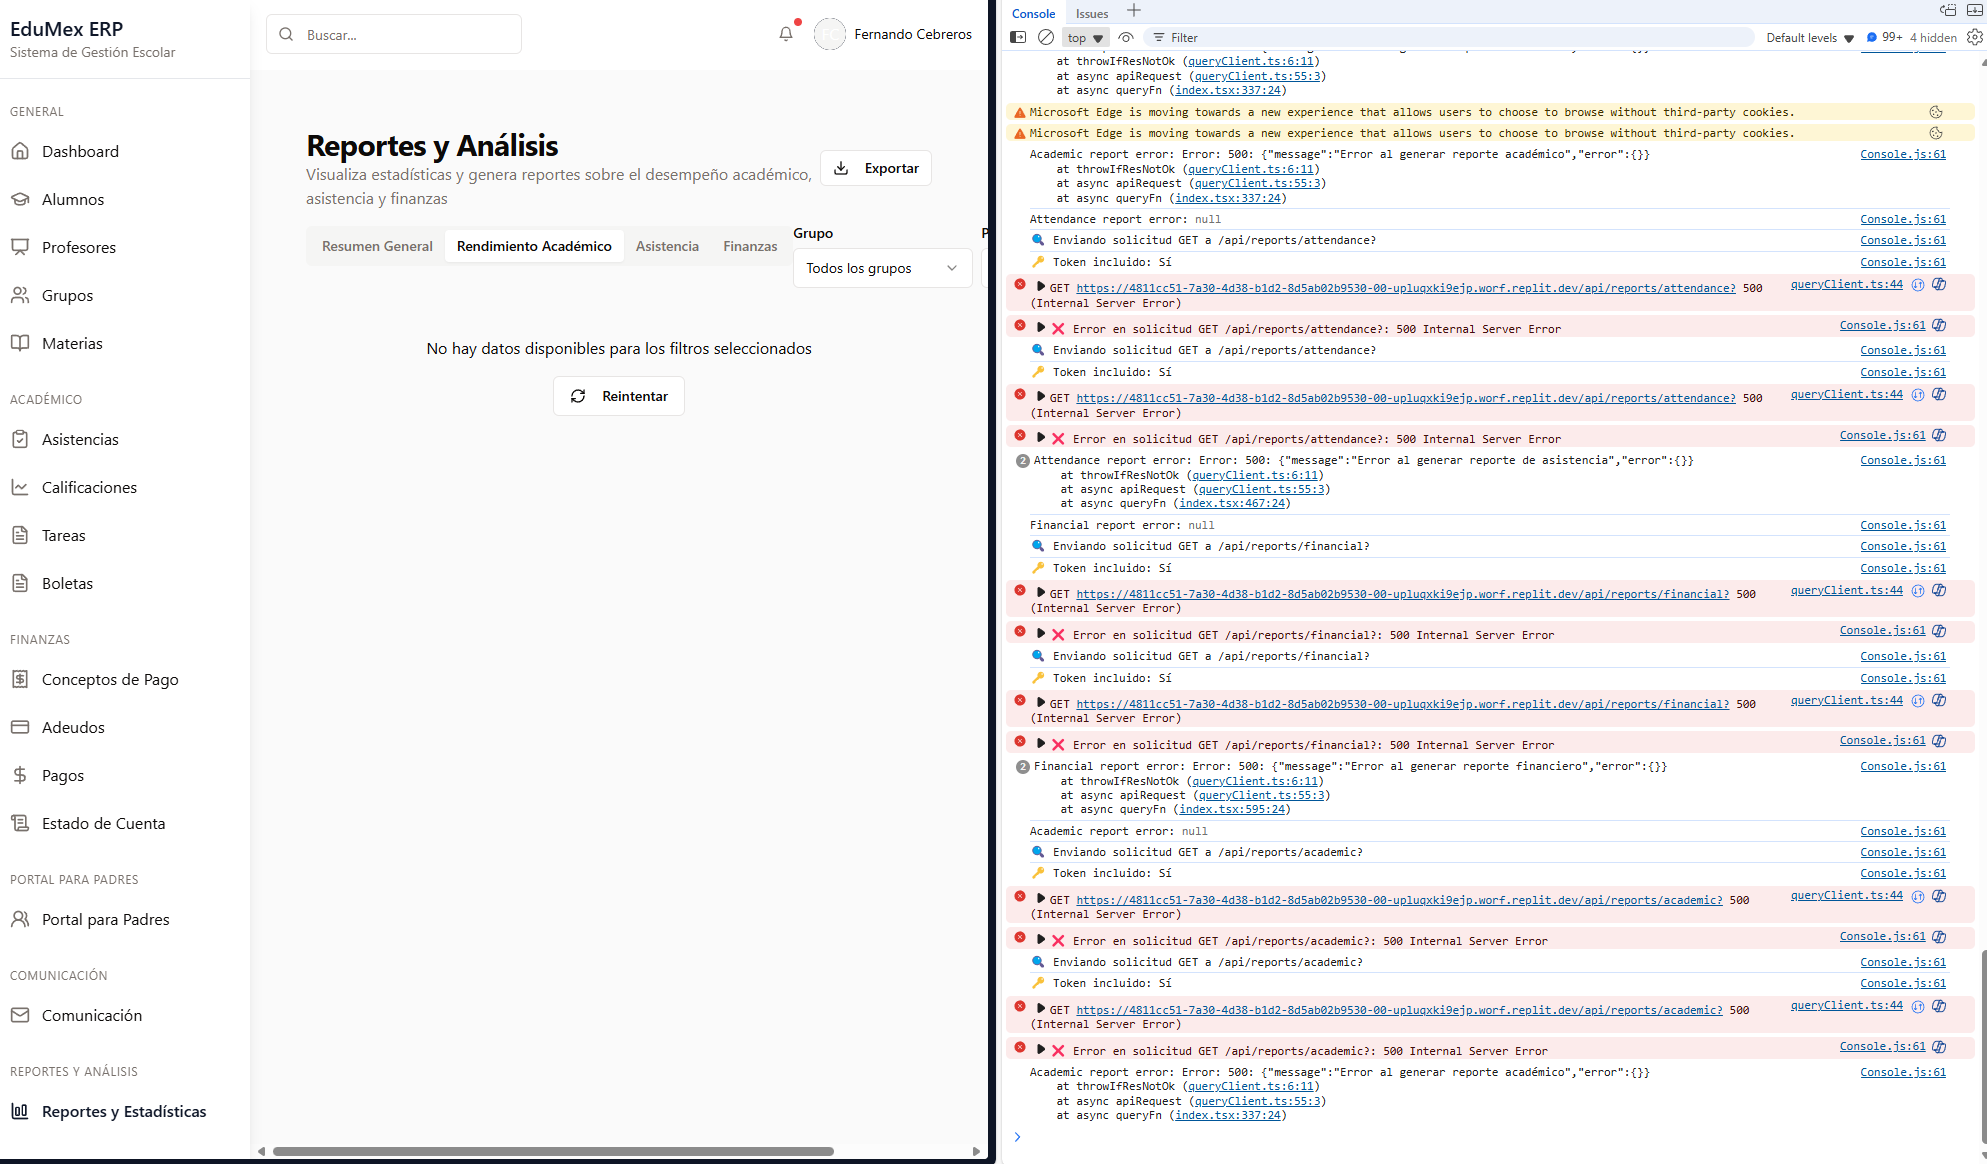 EduMex ERP
Sistema de Gestión Escolar
GENERAL
Dashboard
Alumnos
Profesores
Grupos
Materias
ACADÉMICO
Asistencias
Calificaciones
Tareas
Boletas
FINANZAS
Conceptos de Pago
Adeudos
Pagos
Estado de Cuenta
PORTAL PARA PADRES
Portal para Padres
COMUNICACIÓN
Comunicación
REPORTES Y ANÁLISIS
Reportes y Estadísticas
Buscar...
FC Fernando Cebreros
Reportes y Análisis
Visualiza estadísticas y genera reportes sobre el desempeño académico,
asistencia y finanzas
Exportar
Resumen General Rendimiento Académico Asistencia Finanzas
Grupo
Todos los grupos
P
No hay datos disponibles para los filtros seleccionados
Reintentar
Console Issues
top Filter Default levels 99+ 4 hidden
at throwIfResNotOk (queryClient.ts:6:11)
at async apiRequest (queryClient.ts:55:3)
at async queryFn (index.tsx:337:24)
Microsoft Edge is moving towards a new experience that allows users to choose to browse without third-party cookies.
Microsoft Edge is moving towards a new experience that allows users to choose to browse without third-party cookies.
Academic report error: Error: 500: {"message":"Error al generar reporte académico","error":{}} Console.js:61
at throwIfResNotOk (queryClient.ts:6:11)
at async apiRequest (queryClient.ts:55:3)
at async queryFn (index.tsx:337:24)
Attendance report error: null Console.js:61
Enviando solicitud GET a /api/reports/attendance? Console.js:61
Token incluido: Sí Console.js:61
GET https://4811cc51-7a30-4d38-b1d2-8d5ab02b9530-00-upluqxki9ejp.worf.replit.dev/api/reports/attendance? 500 queryClient.ts:44
(Internal Server Error)
Error en solicitud GET /api/reports/attendance?: 500 Internal Server Error Console.js:61
Enviando solicitud GET a /api/reports/attendance? Console.js:61
Token incluido: Sí Console.js:61
GET https://4811cc51-7a30-4d38-b1d2-8d5ab02b9530-00-upluqxki9ejp.worf.replit.dev/api/reports/attendance? 500 queryClient.ts:44
(Internal Server Error)
Error en solicitud GET /api/reports/attendance?: 500 Internal Server Error Console.js:61
2 Attendance report error: Error: 500: {"message":"Error al generar reporte de asistencia","error":{}} Console.js:61
at throwIfResNotOk (queryClient.ts:6:11)
at async apiRequest (queryClient.ts:55:3)
at async queryFn (index.tsx:467:24)
Financial report error: null Console.js:61
Enviando solicitud GET a /api/reports/financial? Console.js:61
Token incluido: Sí Console.js:61
GET https://4811cc51-7a30-4d38-b1d2-8d5ab02b9530-00-upluqxki9ejp.worf.replit.dev/api/reports/financial? 500 queryClient.ts:44
(Internal Server Error)
Error en solicitud GET /api/reports/financial?: 500 Internal Server Error Console.js:61
Enviando solicitud GET a /api/reports/financial? Console.js:61
Token incluido: Sí Console.js:61
GET https://4811cc51-7a30-4d38-b1d2-8d5ab02b9530-00-upluqxki9ejp.worf.replit.dev/api/reports/financial? 500 queryClient.ts:44
(Internal Server Error)
Error en solicitud GET /api/reports/financial?: 500 Internal Server Error Console.js:61
2 Financial report error: Error: 500: {"message":"Error al generar reporte financiero","error":{}} Console.js:61
at throwIfResNotOk (queryClient.ts:6:11)
at async apiRequest (queryClient.ts:55:3)
at async queryFn (index.tsx:595:24)
Academic report error: null Console.js:61
Enviando solicitud GET a /api/reports/academic? Console.js:61
Token incluido: Sí Console.js:61
GET https://4811cc51-7a30-4d38-b1d2-8d5ab02b9530-00-upluqxki9ejp.worf.replit.dev/api/reports/academic? 500 queryClient.ts:44
(Internal Server Error)
Error en solicitud GET /api/reports/academic?: 500 Internal Server Error Console.js:61
Enviando solicitud GET a /api/reports/academic? Console.js:61
Token incluido: Sí Console.js:61
GET https://4811cc51-7a30-4d38-b1d2-8d5ab02b9530-00-upluqxki9ejp.worf.replit.dev/api/reports/academic? 500 queryClient.ts:44
(Internal Server Error)
Error en solicitud GET /api/reports/academic?: 500 Internal Server Error Console.js:61
Academic report error: Error: 500: {"message":"Error al generar reporte académico","error":{}} Console.js:61
at throwIfResNotOk (queryClient.ts:6:11)
at async apiRequest (queryClient.ts:55:3)
at async queryFn (index.tsx:337:24)